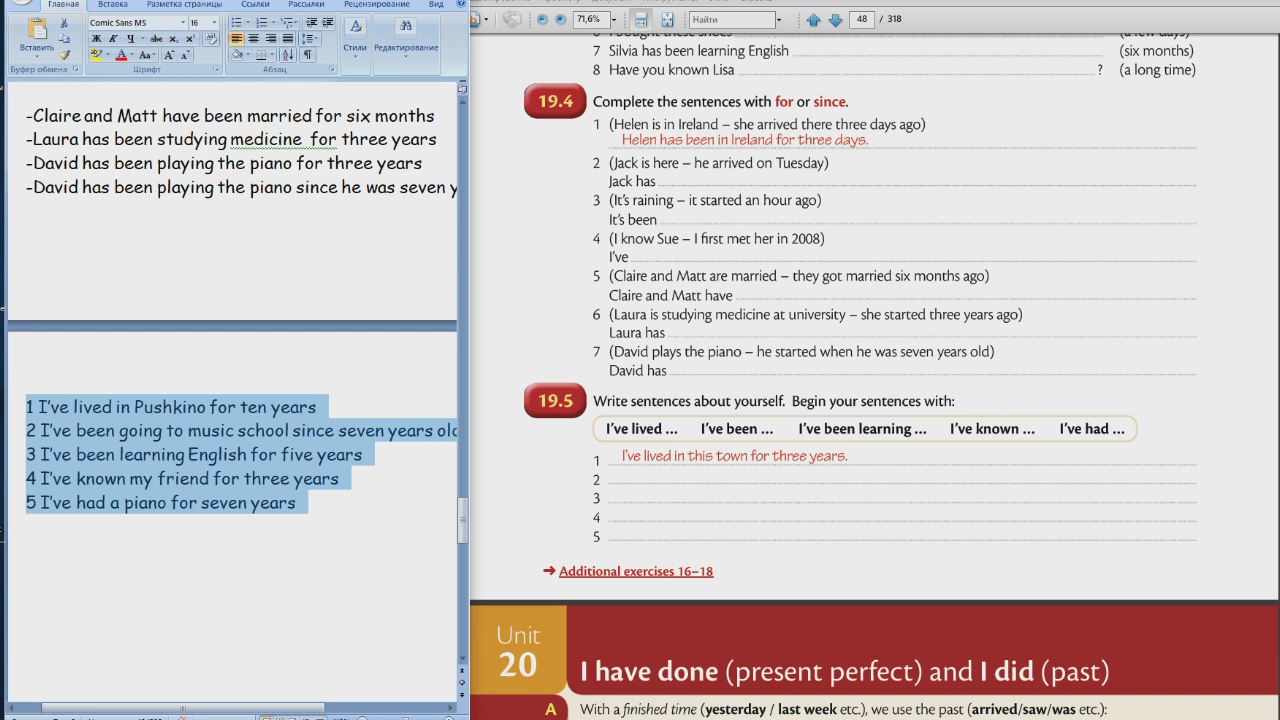 Главная Вставка Разметка страницы Ссылки Рассылки Рецензирование Вид
Comic Sans MS 16
Вставить
Стили Редактирование
Буфер обмена Шрифт Абзац
-Claire and Matt have been married for six months
-Laura has been studying medicine for three years
-David has been playing the piano for three years
-David has been playing the piano since he was seven y
1 I've lived in Pushkino for ten years
2 I've been going to music school since seven years old
3 I've been learning English for five years
4 I've known my friend for three years
5 I've had a piano for seven years
71,6% Найти 48 / 318
7 Silvia has been learning English (six months)
8 Have you known Lisa ? (a long time)
19.4 Complete the sentences with for or since.
1 (Helen is in Ireland – she arrived there three days ago)
Helen has been in Ireland for three days.
2 (Jack is here – he arrived on Tuesday)
Jack has
3 (It's raining – it started an hour ago)
It's been
4 (I know Sue – I first met her in 2008)
I've
5 (Claire and Matt are married – they got married six months ago)
Claire and Matt have
6 (Laura is studying medicine at university – she started three years ago)
Laura has
7 (David plays the piano – he started when he was seven years old)
David has
19.5 Write sentences about yourself. Begin your sentences with:
I've lived ... I've been ... I've been learning ... I've known ... I've had ...
1 I've lived in this town for three years.
2
3
4
5
→ Additional exercises 16–18
Unit
20 I have done (present perfect) and I did (past)
A With a finished time (yesterday / last week etc.), we use the past (arrived/saw/was etc.):